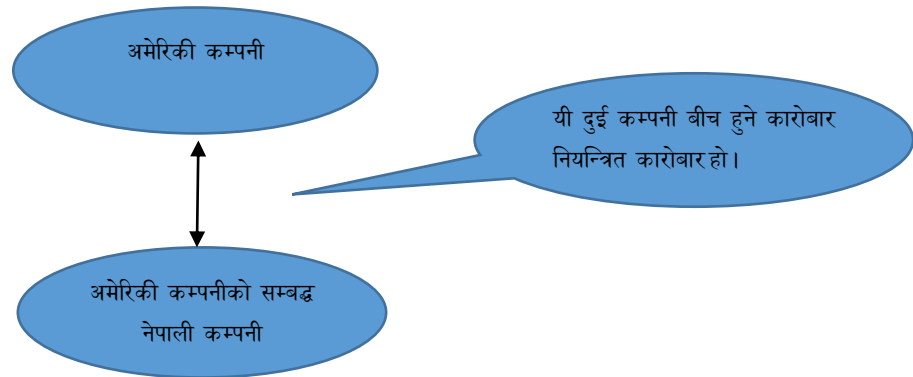 अमेरिकी कम्पनी
यी दुई कम्पनी बीच हुने कारोबार
नियन्त्रित कारोबार हो।
अमेरिकी कम्पनीको सम्बद्ध
नेपाली कम्पनी